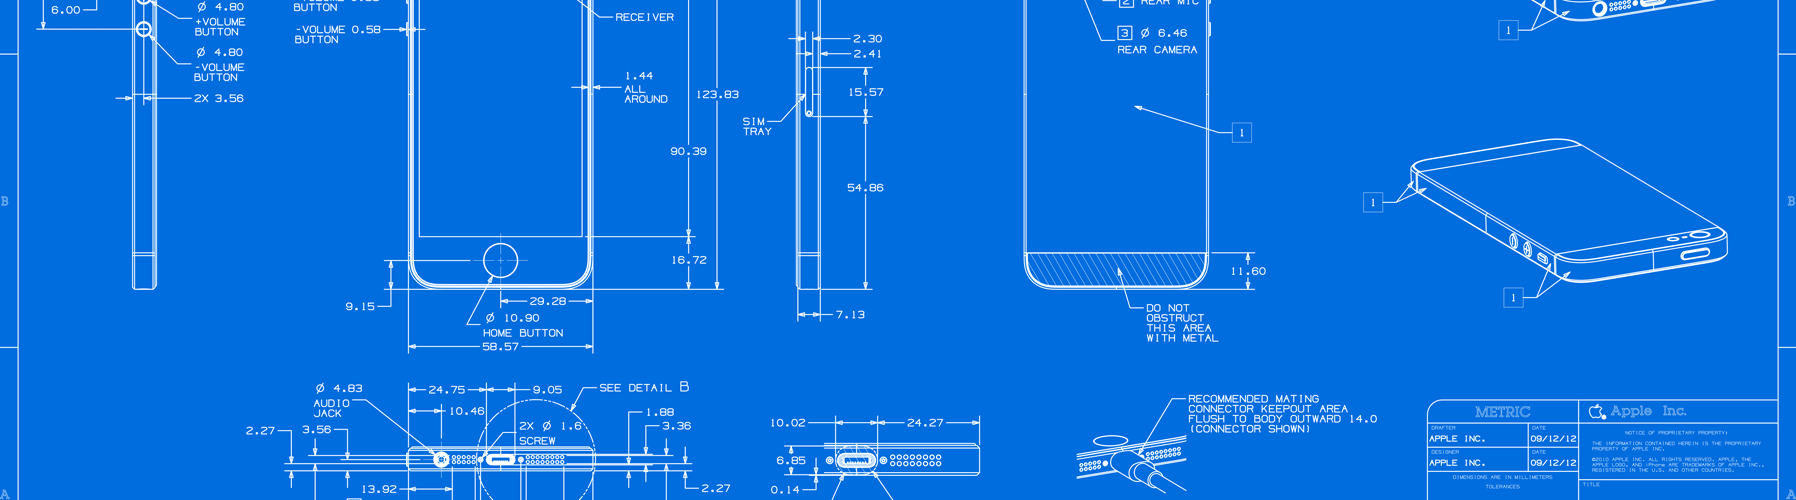 6.00
Ø 4.80
+VOLUME
BUTTON
Ø 4.80
-VOLUME
BUTTON
2X 3.56
BUTTON
-VOLUME 0.58
BUTTON
RECEIVER
1.44
ALL
AROUND
123.83
90.39
16.72
9.15
29.28
Ø 10.90
HOME BUTTON
58.57
2.30
2.41
15.57
SIM
TRAY
54.86
7.13
2 REAR MIC
3 Ø 6.46
REAR CAMERA
1
11.60
DO NOT
OBSTRUCT
THIS AREA
WITH METAL
1
1
1
B
B
A
A
Ø 4.83
AUDIO
JACK
24.75
9.05
SEE DETAIL B
10.46
2X Ø 1.6
SCREW
1.88
3.36
2.27
3.56
13.92
2.27
10.02
24.27
6.85
0.14
RECOMMENDED MATING
CONNECTOR KEEPOUT AREA
FLUSH TO BODY OUTWARD 14.0
(CONNECTOR SHOWN)
METRIC
Apple Inc.
DRAFTER
APPLE INC.
DATE
09/12/12
DESIGNER
APPLE INC.
DATE
09/12/12
DIMENSIONS ARE IN MILLIMETERS
TOLERANCES
NOTICE OF PROPRIETARY PROPERTY:
THE INFORMATION CONTAINED HEREIN IS THE PROPRIETARY
PROPERTY OF APPLE INC.
©2010 APPLE INC. ALL RIGHTS RESERVED. APPLE, THE
APPLE LOGO, AND iPhone ARE TRADEMARKS OF APPLE INC.,
REGISTERED IN THE U.S. AND OTHER COUNTRIES.
TITLE